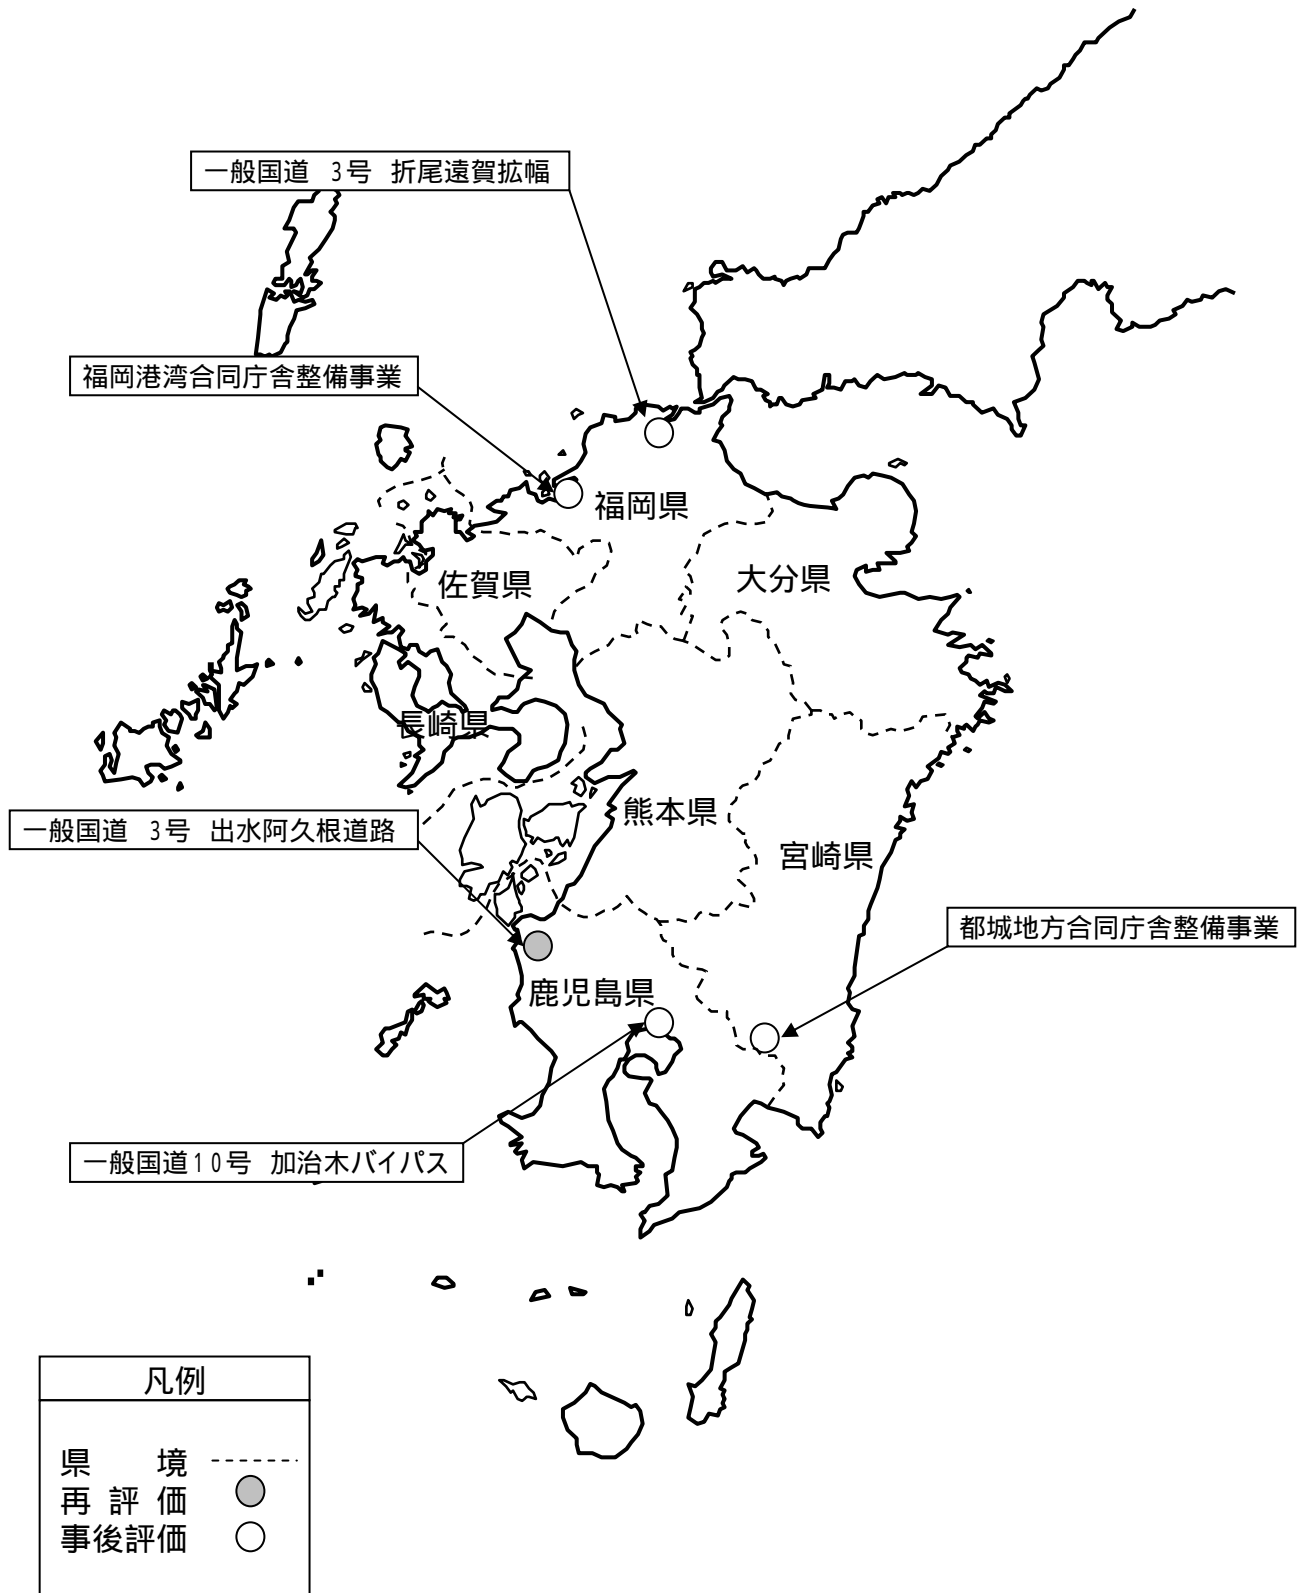 一般国道 3号 折尾遠賀拡幅
福岡港湾合同庁舎整備事業
福岡県
大分県
佐賀県
長崎県
熊本県
一般国道 3号 出水阿久根道路
宮崎県
都城地方合同庁舎整備事業
鹿児島県
一般国道10号 加治木バイパス
凡例
県 境
再評価
事後評価